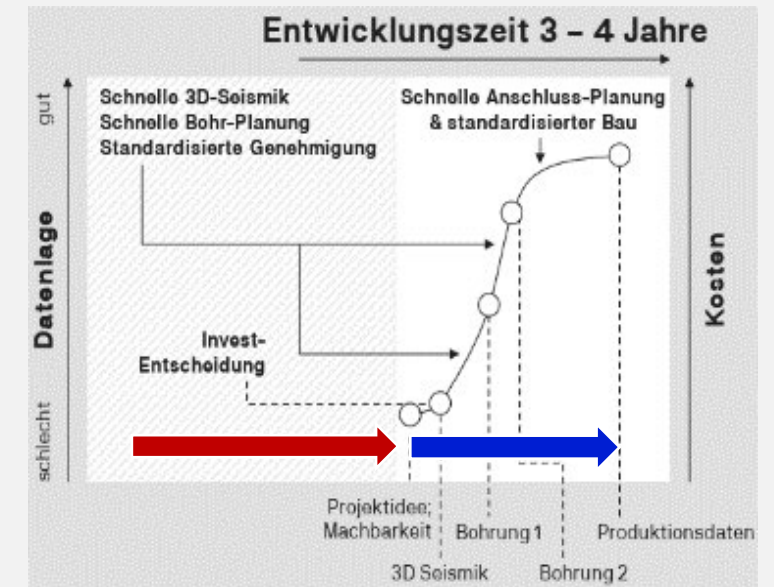 Entwicklungszeit 3 – 4 Jahre
gut
Datenlage
schlecht
Schnelle 3D-Seismik
Schnelle Bohr-Planung
Standardisierte Genehmigung
Schnelle Anschluss-Planung
& standardisierter Bau
Invest-
Entscheidung
Kosten
Projektidee;
Machbarkeit
Bohrung 1
Produktionsdaten
3D Seismik
Bohrung 2